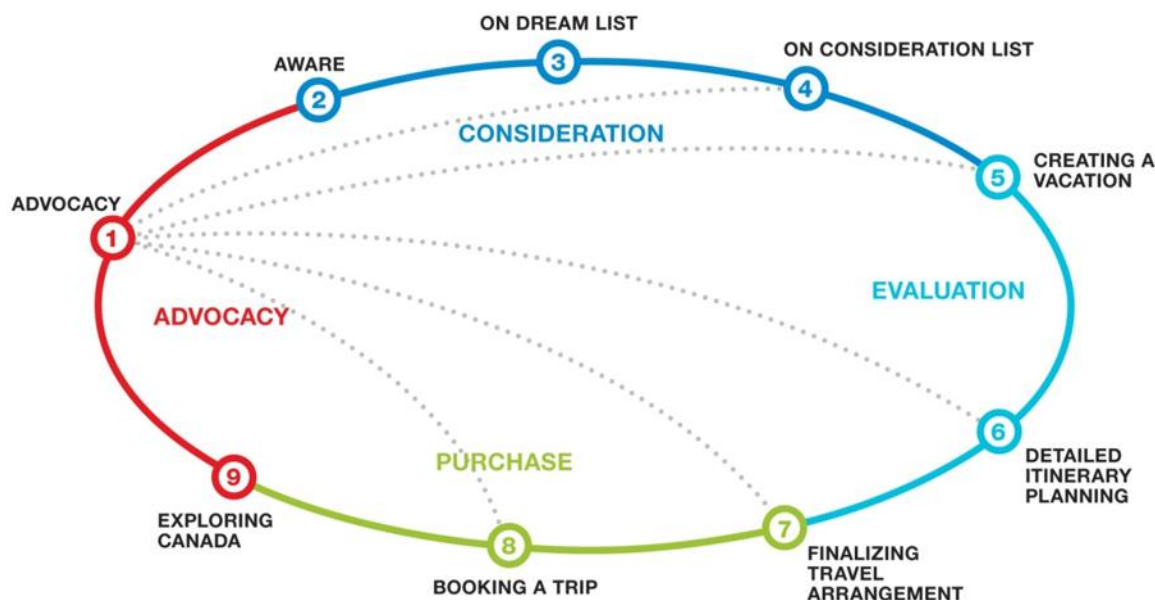 ON DREAM LIST
3
ON CONSIDERATION LIST
4
AWARE
2
CONSIDERATION
CREATING A
VACATION
5
ADVOCACY
1
EVALUATION
ADVOCACY
6
DETAILED
ITINERARY
PLANNING
PURCHASE
9
EXPLORING
CANADA
8
BOOKING A TRIP
7
FINALIZING
TRAVEL
ARRANGEMENT